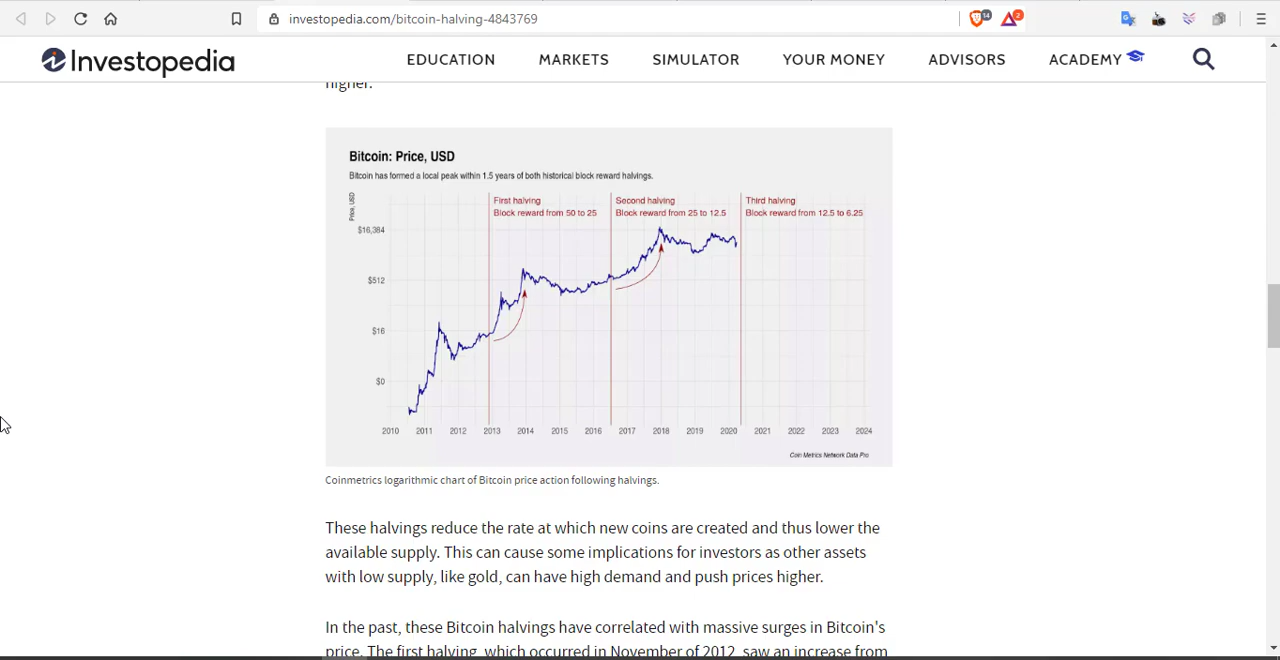 investopedia.com/bitcoin-halving-4843769
14
2
Investopedia
EDUCATION MARKETS SIMULATOR YOUR MONEY ADVISORS ACADEMY
higher.
Bitcoin: Price, USD
Bitcoin has formed a local peak within 1.5 years of both historical block reward halvings.
Price, USD
First halving
Block reward from 50 to 25
Second halving
Block reward from 25 to 12.5
Third halving
Block reward from 12.5 to 6.25
$16,384
$512
$16
$0
2010 2011 2012 2013 2014 2015 2016 2017 2018 2019 2020 2021 2022 2023 2024
Coin Metrics Network Data Pro
Coinmetrics logarithmic chart of Bitcoin price action following halvings.
These halvings reduce the rate at which new coins are created and thus lower the
available supply. This can cause some implications for investors as other assets
with low supply, like gold, can have high demand and push prices higher.
In the past, these Bitcoin halvings have correlated with massive surges in Bitcoin's
price. The first halving, which occurred in November of 2012, saw an increase from